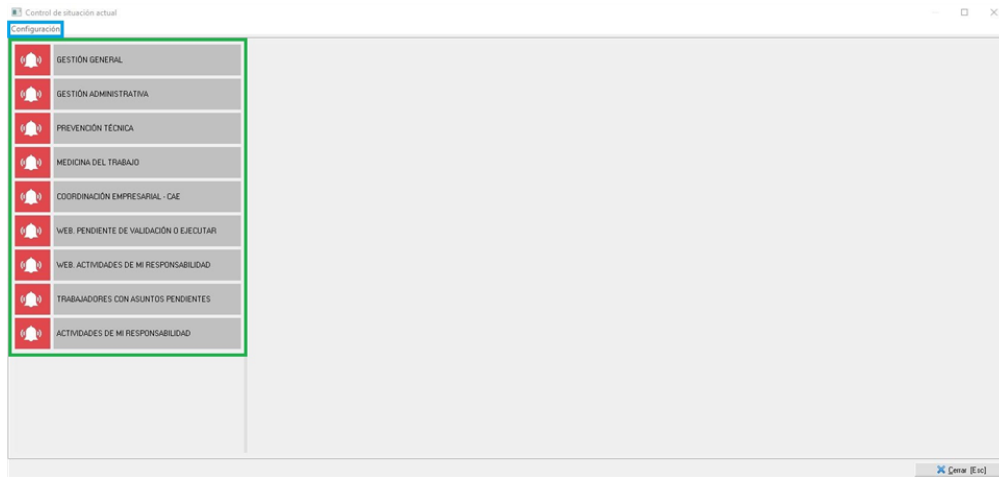 Control de situación actual
Configuración
GESTIÓN GENERAL
GESTIÓN ADMINISTRATIVA
PREVENCIÓN TÉCNICA
MEDICINA DEL TRABAJO
COORDINACIÓN EMPRESARIAL - CAE
WEB. PENDIENTE DE VALIDACIÓN O EJECUTAR
WEB. ACTIVIDADES DE MI RESPONSABILIDAD
TRABAJADORES CON ASUNTOS PENDIENTES
ACTIVIDADES DE MI RESPONSABILIDAD
Cerrar [Esc]